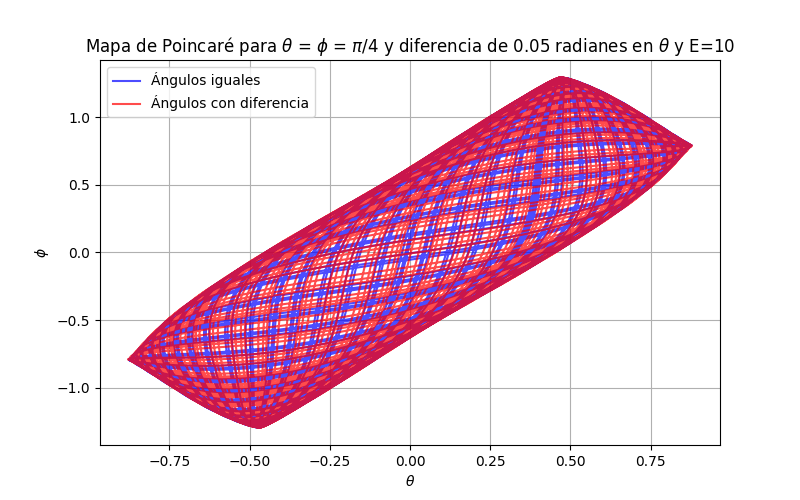 Mapa de Poincaré para θ = ϕ = π/4 y diferencia de 0.05 radianes en θ y E=10
Ángulos iguales
Ángulos con diferencia
1.0
0.5
0.0
−0.5
−1.0
ϕ
−0.75 −0.50 −0.25 0.00 0.25 0.50 0.75
θ